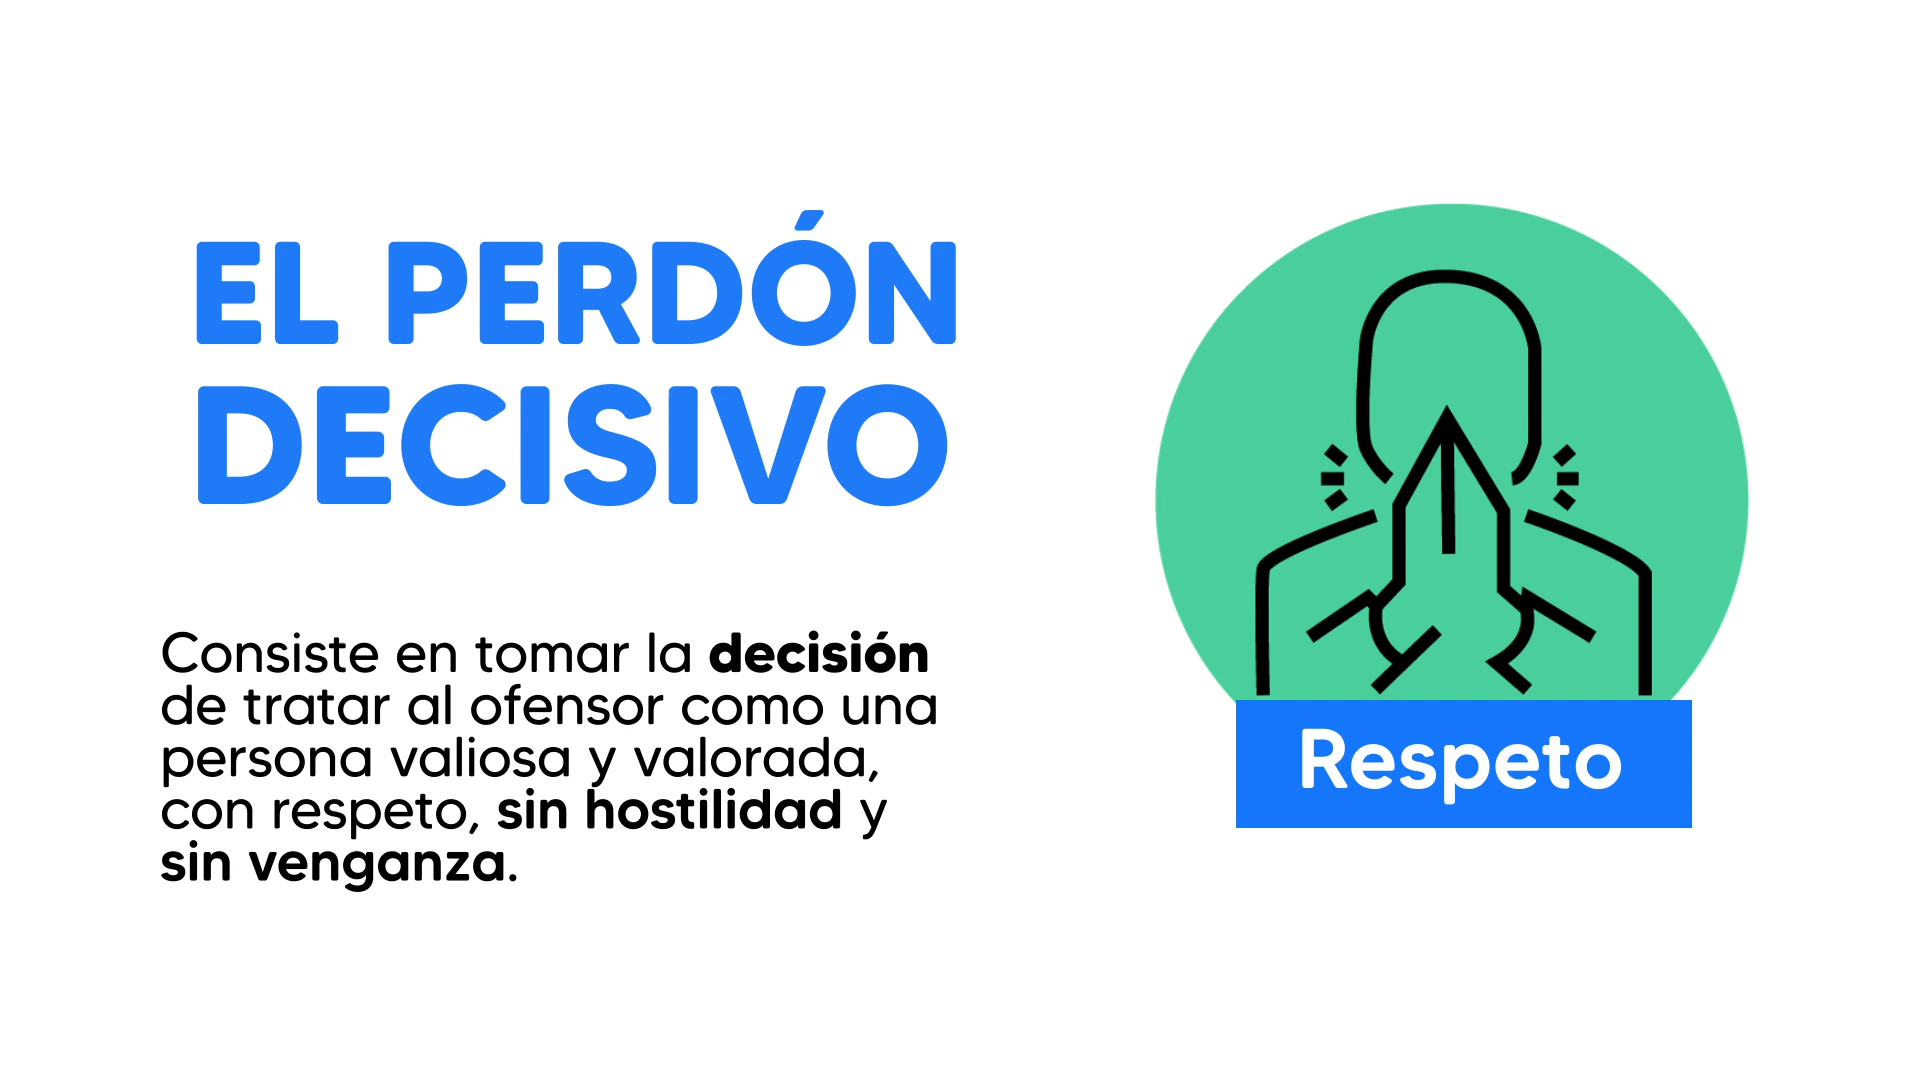 EL PERDÓN
DECISIVO
Consiste en tomar la decisión
de tratar al ofensor como una
persona valiosa y valorada,
con respeto, sin hostilidad y
sin venganza.
Respeto